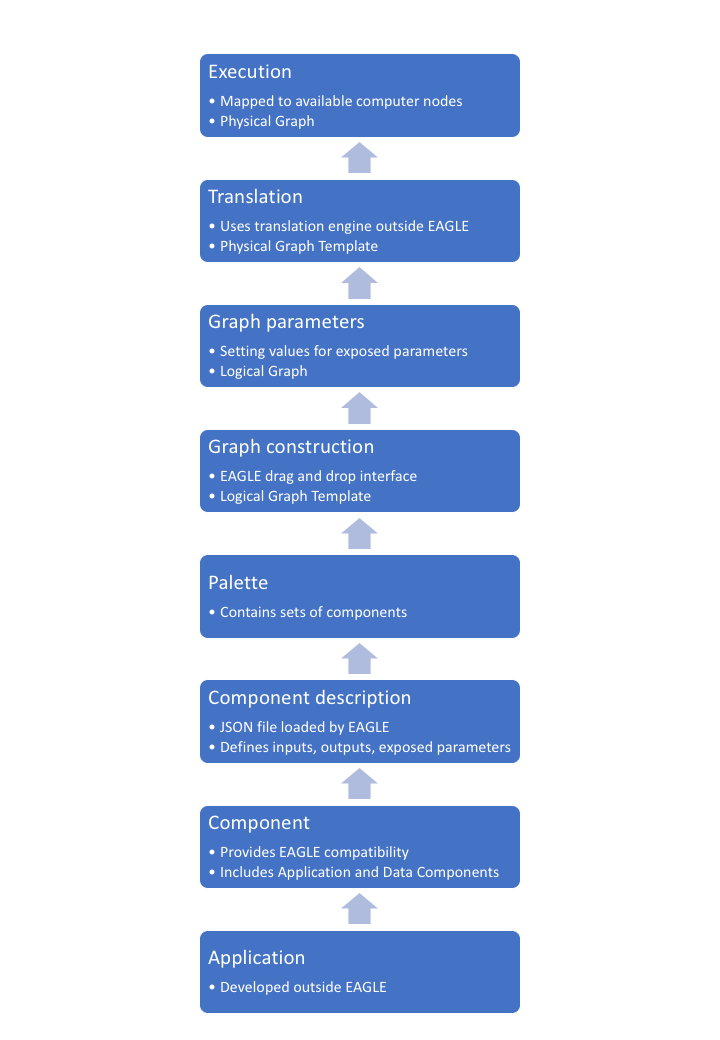 Execution
• Mapped to available computer nodes
• Physical Graph
Translation
• Uses translation engine outside EAGLE
• Physical Graph Template
Graph parameters
• Setting values for exposed parameters
• Logical Graph
Graph construction
• EAGLE drag and drop interface
• Logical Graph Template
Palette
• Contains sets of components
Component description
• JSON file loaded by EAGLE
• Defines inputs, outputs, exposed parameters
Component
• Provides EAGLE compatibility
• Includes Application and Data Components
Application
• Developed outside EAGLE